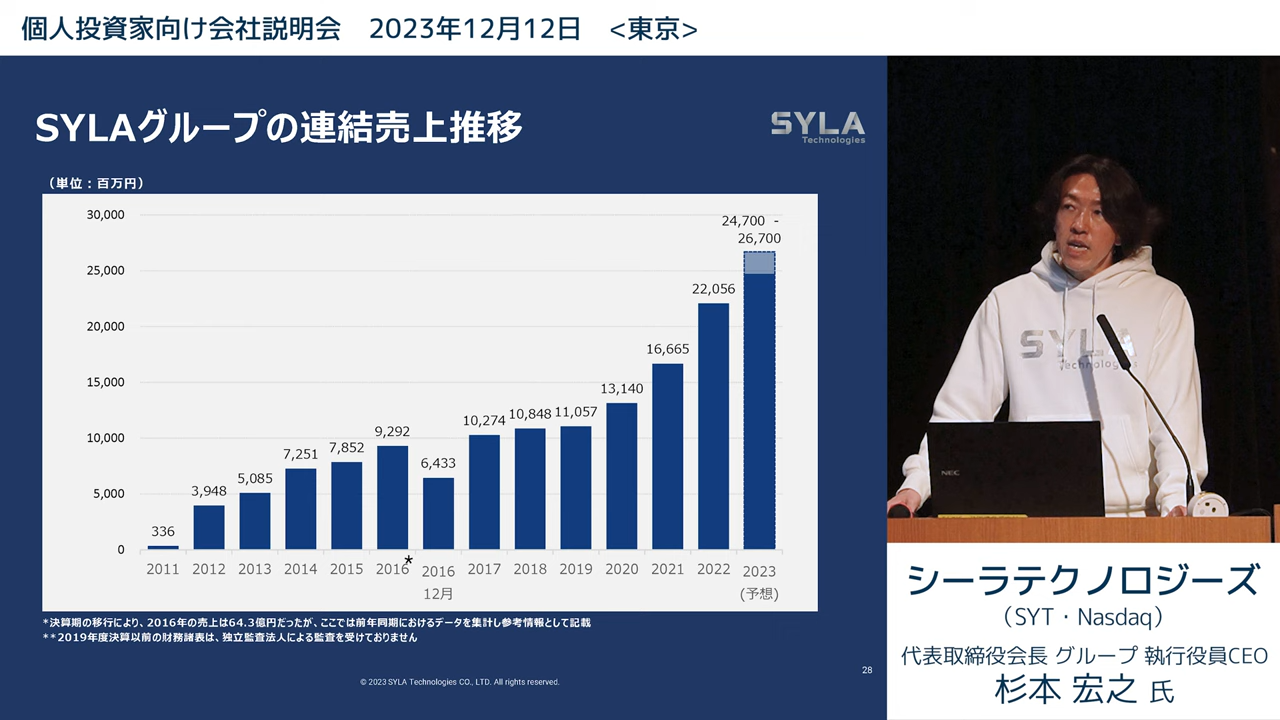 個人投資家向け会社説明会　2023年12月12日　<東京>
SYLAグループの連結売上推移
SYLA
Technologies
（単位：百万円）
30,000
25,000
20,000
15,000
10,000
5,000
0
336
3,948
5,085
7,251
7,852
9,292
6,433
10,274
10,848
11,057
13,140
16,665
22,056
24,700 -
26,700
2011
2012
2013
2014
2015
2016*
2016
12月
2017
2018
2019
2020
2021
2022
2023
(予想)
*決算期の移行により、2016年の売上は64.3億円だったが、ここでは前年同期におけるデータを集計し参考情報として記載
**2019年度決算以前の財務諸表は、独立監査法人による監査を受けておりません
28
© 2023 SYLA Technologies CO., LTD. All rights reserved.
SYLA
Technologies
NEC
シーラテクノロジーズ
（SYT・Nasdaq）
代表取締役会長 グループ 執行役員CEO
杉本 宏之 氏